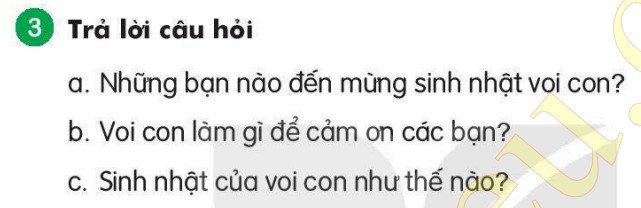 3 Trả lời câu hỏi
a. Những bạn nào đến mừng sinh nhật voi con?
b. Voi con làm gì để cảm ơn các bạn?
c. Sinh nhật của voi con như thế nào?